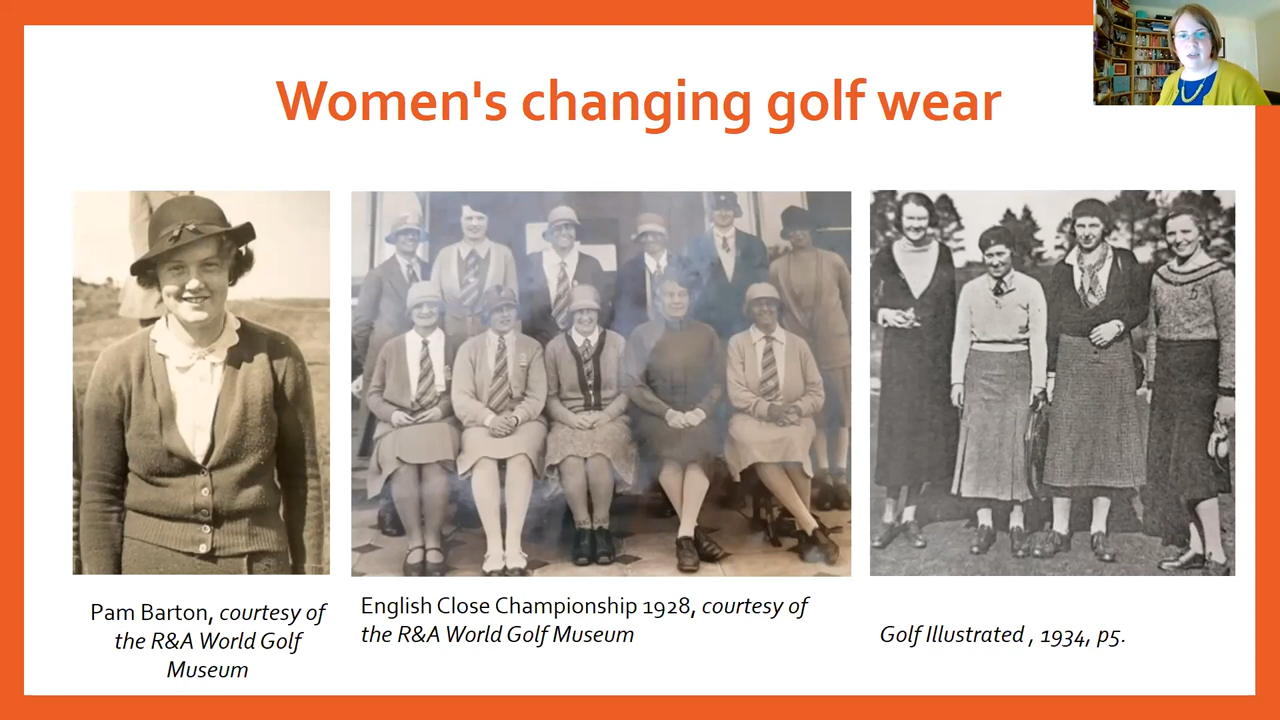 Women's changing golf wear
Pam Barton, courtesy of
the R&A World Golf
Museum
English Close Championship 1928, courtesy of
the R&A World Golf Museum
Golf Illustrated , 1934, p5.